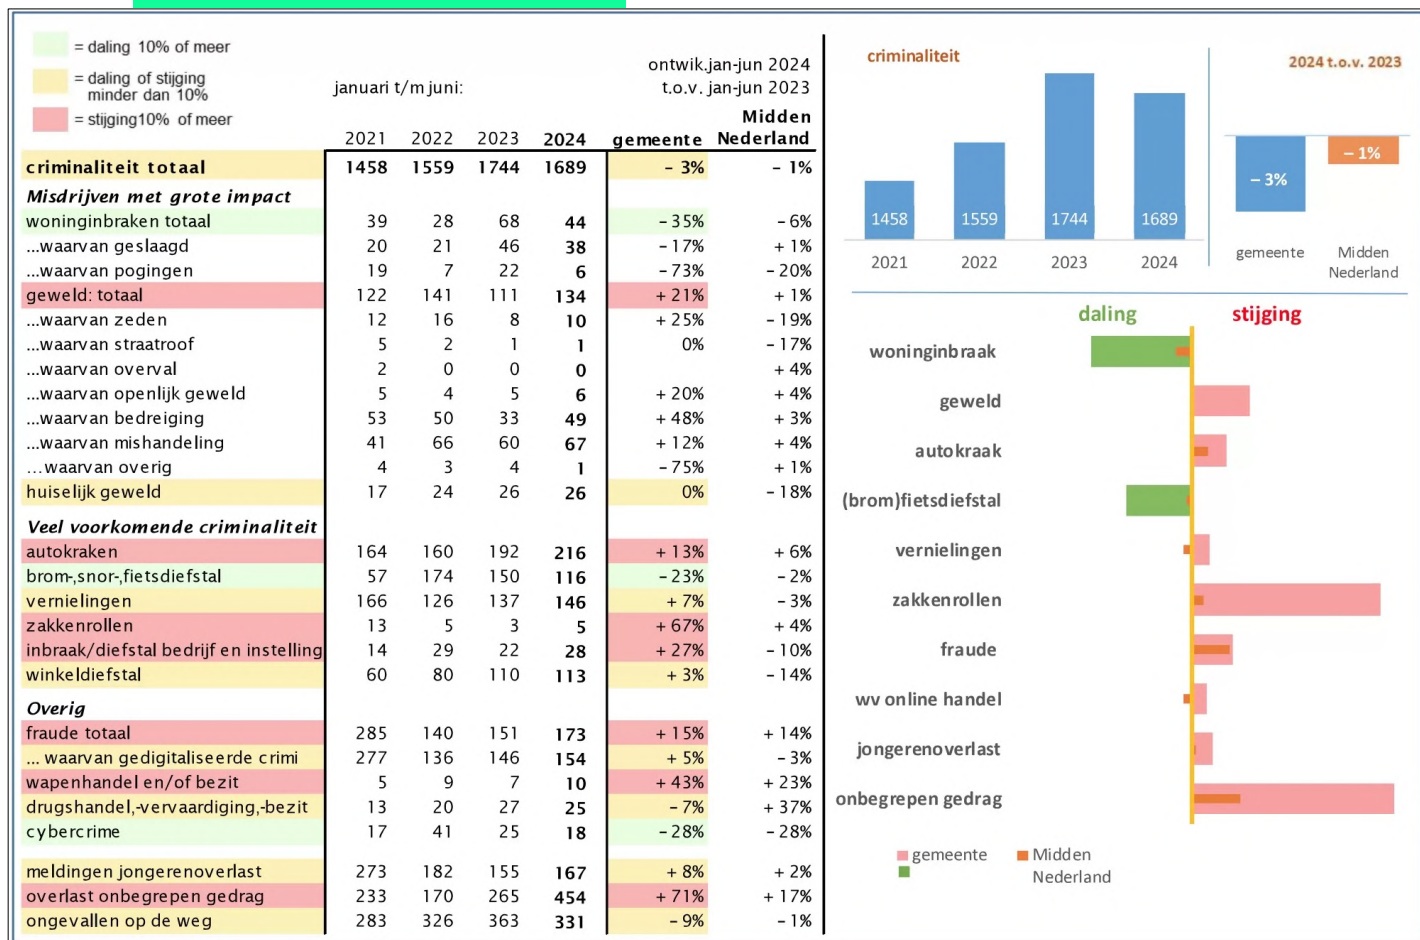 = daling 10% of meer
= daling of stijging
minder dan 10%
= stijging10% of meer
januari t/m juni:
ontwik.jan-jun 2024
t.o.v. jan-jun 2023
2021 2022 2023 2024 gemeente Midden Nederland
criminaliteit totaal 1458 1559 1744 1689 – 3% – 1%
Misdrijven met grote impact
woninginbraken totaal 39 28 68 44 – 35% – 6%
...waarvan geslaagd 20 21 46 38 – 17% + 1%
...waarvan pogingen 19 7 22 6 – 73% – 20%
geweld: totaal 122 141 111 134 + 21% + 1%
...waarvan zeden 12 16 8 10 + 25% – 19%
...waarvan straatroof 5 2 1 1 0% – 17%
...waarvan overval 2 0 0 0 + 4%
...waarvan openlijk geweld 5 4 5 6 + 20% + 4%
...waarvan bedreiging 53 50 33 49 + 48% + 3%
...waarvan mishandeling 41 66 60 67 + 12% + 4%
...waarvan overig 4 3 4 1 – 75% + 1%
huiselijk geweld 17 24 26 26 0% – 18%
Veel voorkomende criminaliteit
autokraken 164 160 192 216 + 13% + 6%
brom-,snor-,fietsdiefstal 57 174 150 116 – 23% – 2%
vernielingen 166 126 137 146 + 7% – 3%
zakkenrollen 13 5 3 5 + 67% + 4%
inbraak/diefstal bedrijf en instelling 14 29 22 28 + 27% – 10%
winkeldiefstal 60 80 110 113 + 3% – 14%
Overig
fraude totaal 285 140 151 173 + 15% + 14%
... waarvan gedigitaliseerde crimi 277 136 146 154 + 5% – 3%
wapenhandel en/of bezit 5 9 7 10 + 43% + 23%
drugshandel,-vervaardiging,-bezit 13 20 27 25 – 7% + 37%
cybercrime 17 41 25 18 – 28% – 28%
meldingen jongerenoverlast 273 182 155 167 + 8% + 2%
overlast onbegrepen gedrag 233 170 265 454 + 71% + 17%
ongevallen op de weg 283 326 363 331 – 9% – 1%
criminaliteit
1458 1559 1744 1689
2021 2022 2023 2024
2024 t.o.v. 2023
– 3% – 1%
gemeente Midden
Nederland
daling stijging
woninginbraak
geweld
autokraak
(brom)fietsdiefstal
vernielingen
zakkenrollen
fraude
wv online handel
jongerenoverlast
onbegrepen gedrag
gemeente Midden
Nederland